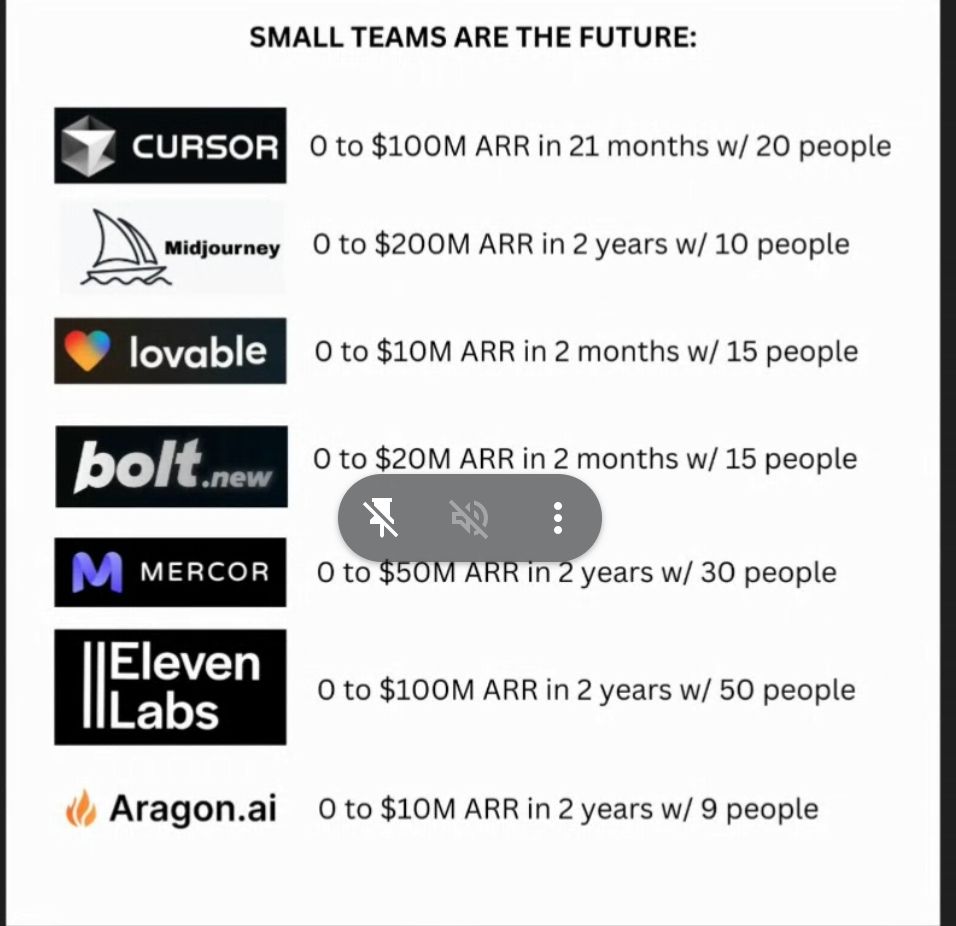 SMALL TEAMS ARE THE FUTURE:
CURSOR 0 to $100M ARR in 21 months w/ 20 people
Midjourney 0 to $200M ARR in 2 years w/ 10 people
lovable 0 to $10M ARR in 2 months w/ 15 people
bolt.new 0 to $20M ARR in 2 months w/ 15 people
MERCOR 0 to $50M ARR in 2 years w/ 30 people
||Eleven
Labs 0 to $100M ARR in 2 years w/ 50 people
Aragon.ai 0 to $10M ARR in 2 years w/ 9 people